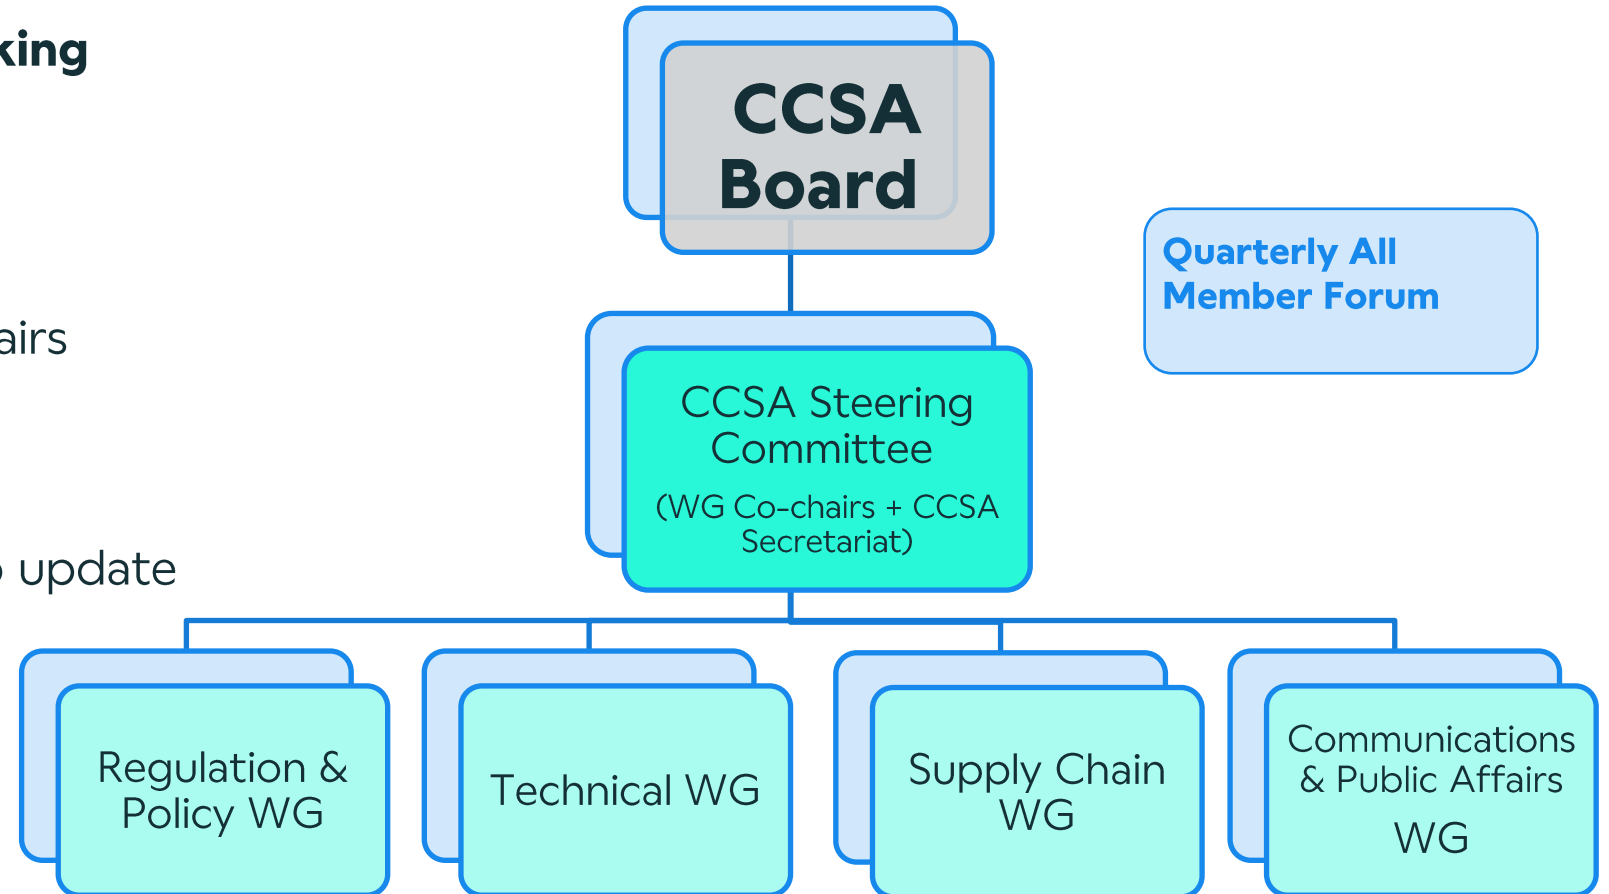 king
CCSA
Board
Quarterly All
Member Forum
airs
CCSA Steering
Committee
(WG Co-chairs + CCSA
Secretariat)
update
Regulation &
Policy WG
Technical WG
Supply Chain
WG
Communications
& Public Affairs
WG